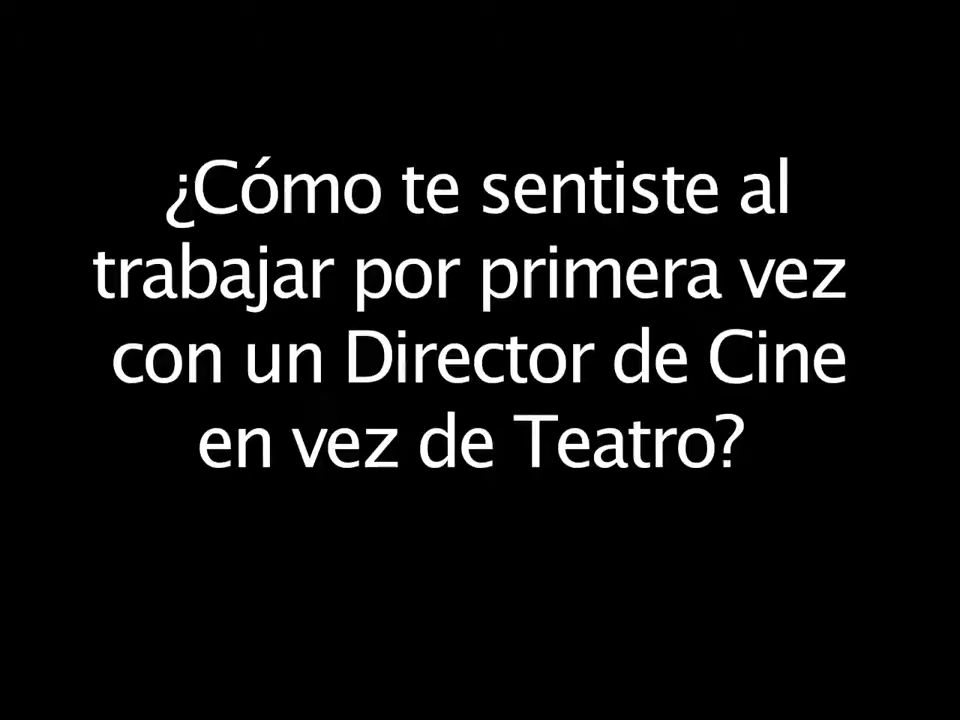 ¿Cómo te sentiste al
trabajar por primera vez
con un Director de Cine
en vez de Teatro?